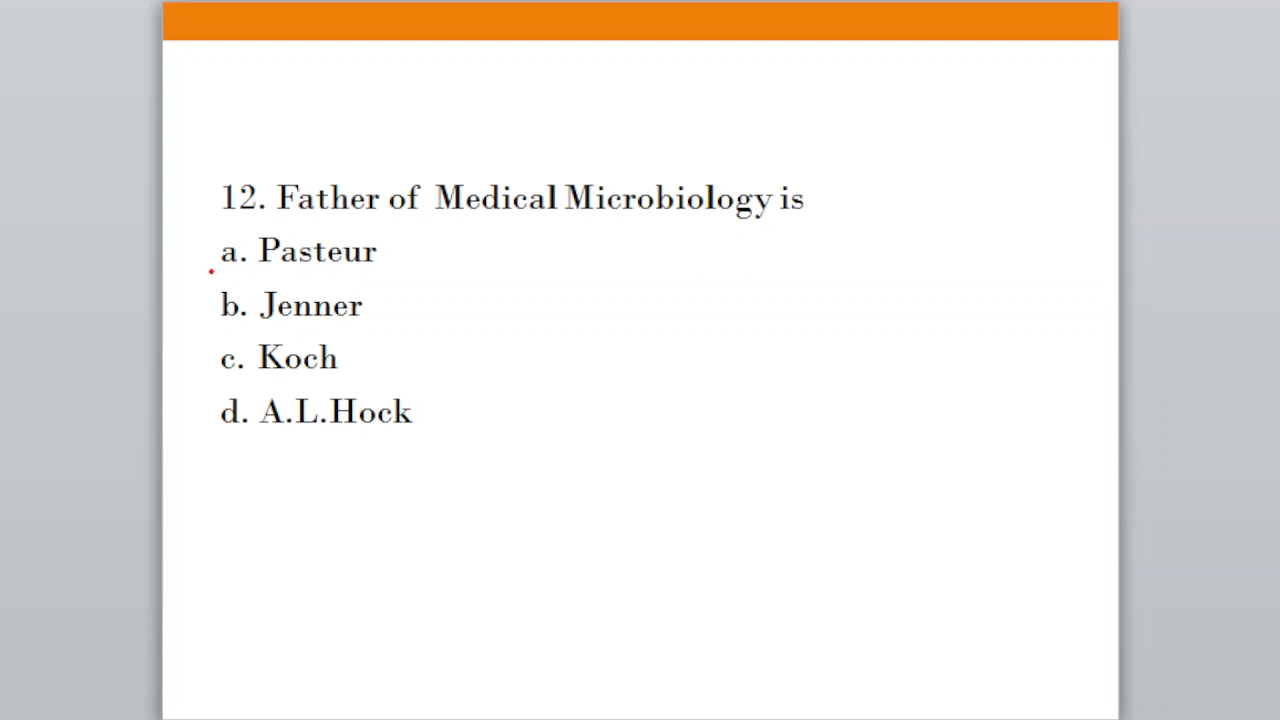 12. Father of Medical Microbiology is
a. Pasteur
b. Jenner
c. Koch
d. A.L.Hock